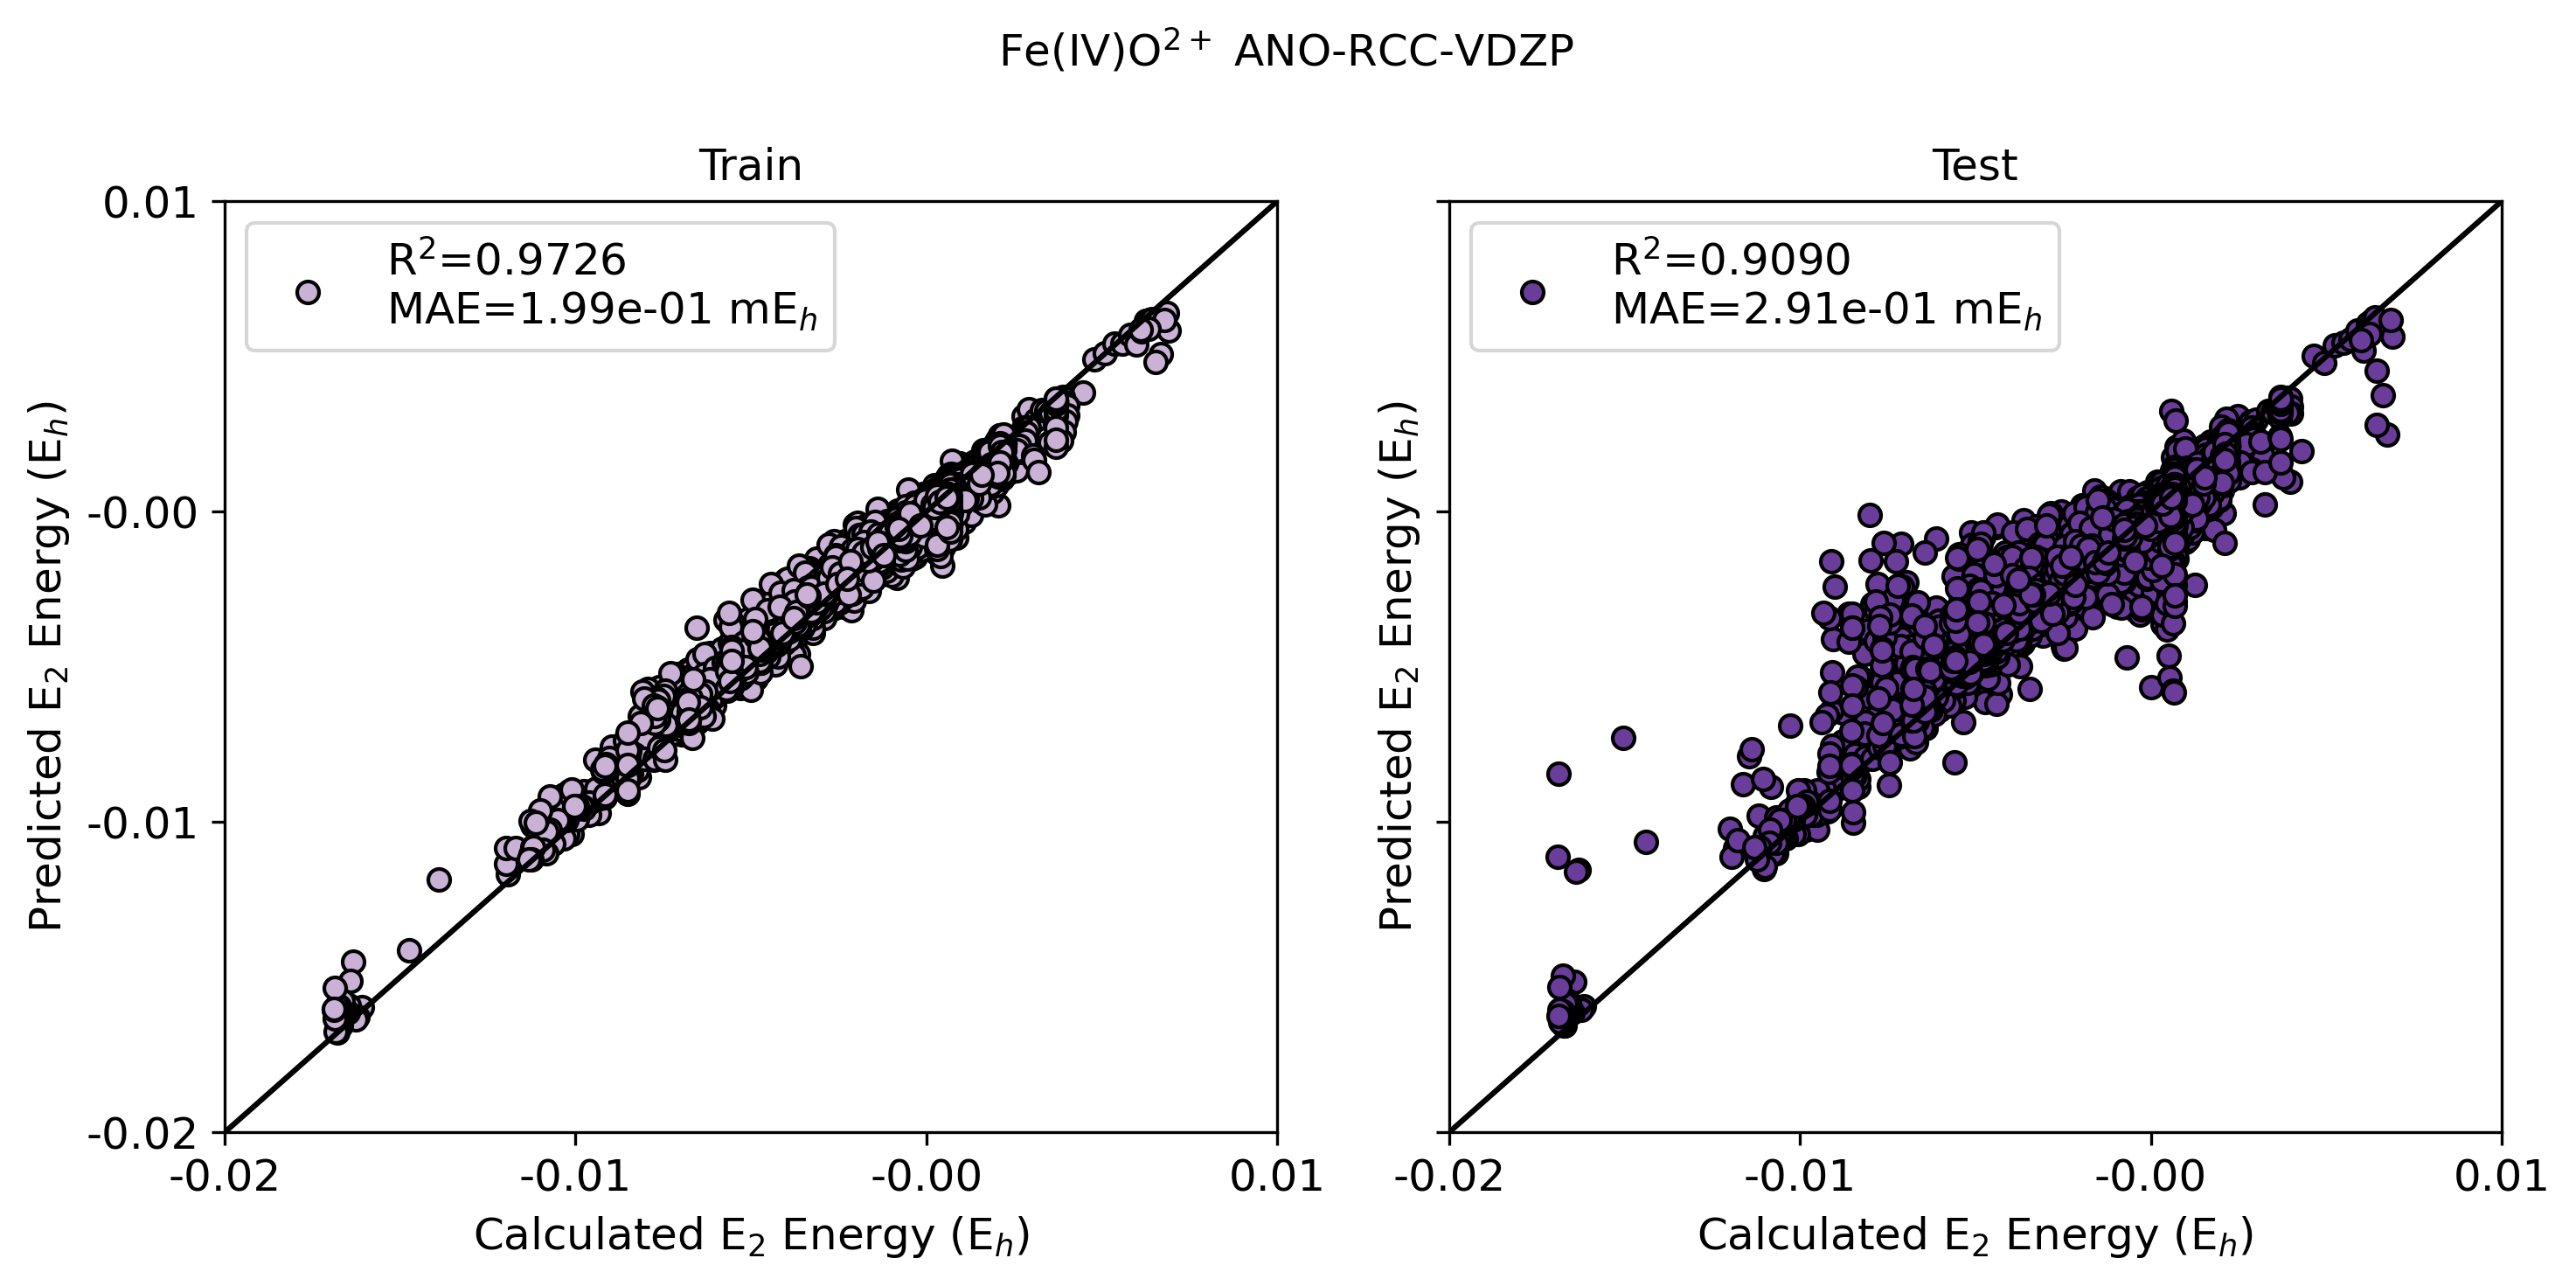 Fe(IV)O²⁺ ANO-RCC-VDZP
Train
R²=0.9726
MAE=1.99e-01 mEₕ
Predicted E₂ Energy (Eₕ)
0.01
-0.00
-0.01
-0.02
-0.02 -0.01 -0.00 0.01
Calculated E₂ Energy (Eₕ)
Test
R²=0.9090
MAE=2.91e-01 mEₕ
Predicted E₂ Energy (Eₕ)
-0.02 -0.01 -0.00 0.01
Calculated E₂ Energy (Eₕ)